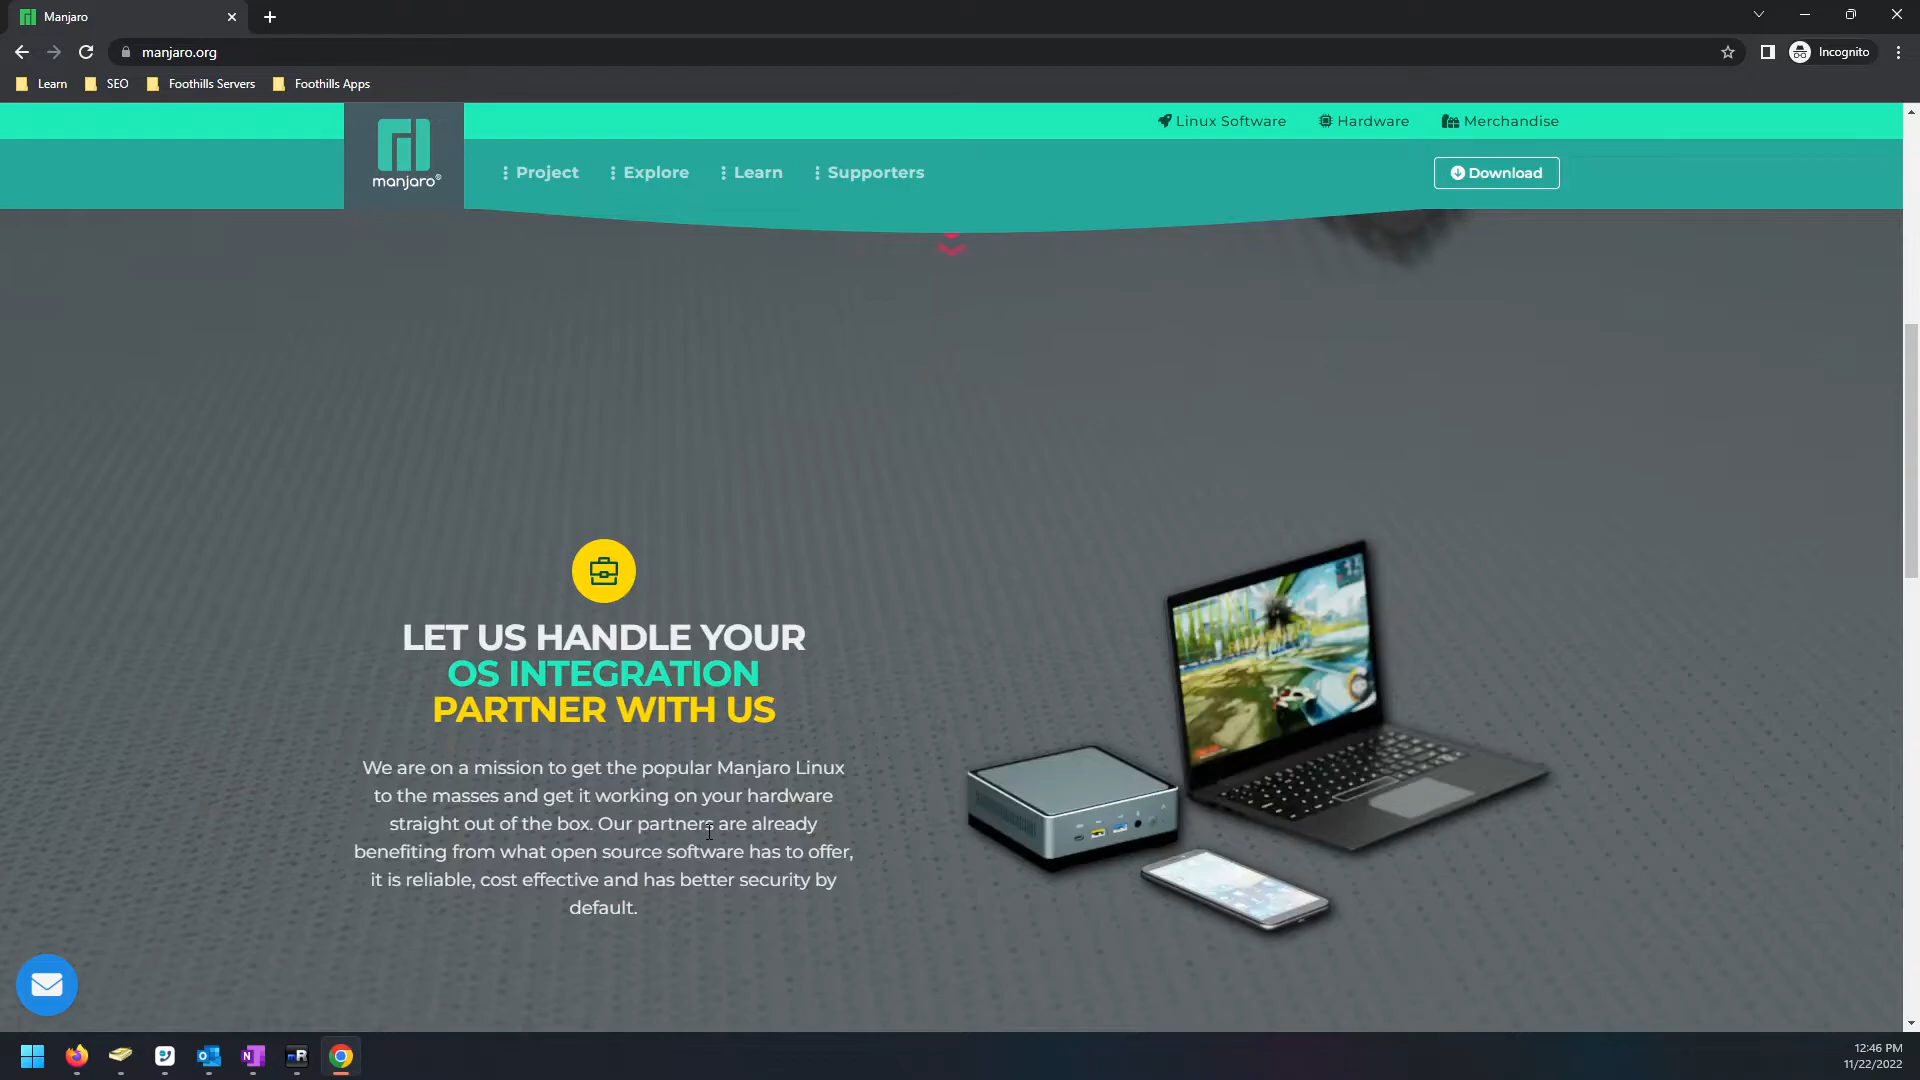 Manjaro
manjaro.org
Incognito
Learn
SEO
Foothills Servers
Foothills Apps
Linux Software
Hardware
Merchandise
manjaro®
Project
Explore
Learn
Supporters
Download
LET US HANDLE YOUR
OS INTEGRATION
PARTNER WITH US
We are on a mission to get the popular Manjaro Linux
to the masses and get it working on your hardware
straight out of the box. Our partners are already
benefiting from what open source software has to offer,
it is reliable, cost effective and has better security by
default.
12:46 PM
11/22/2022